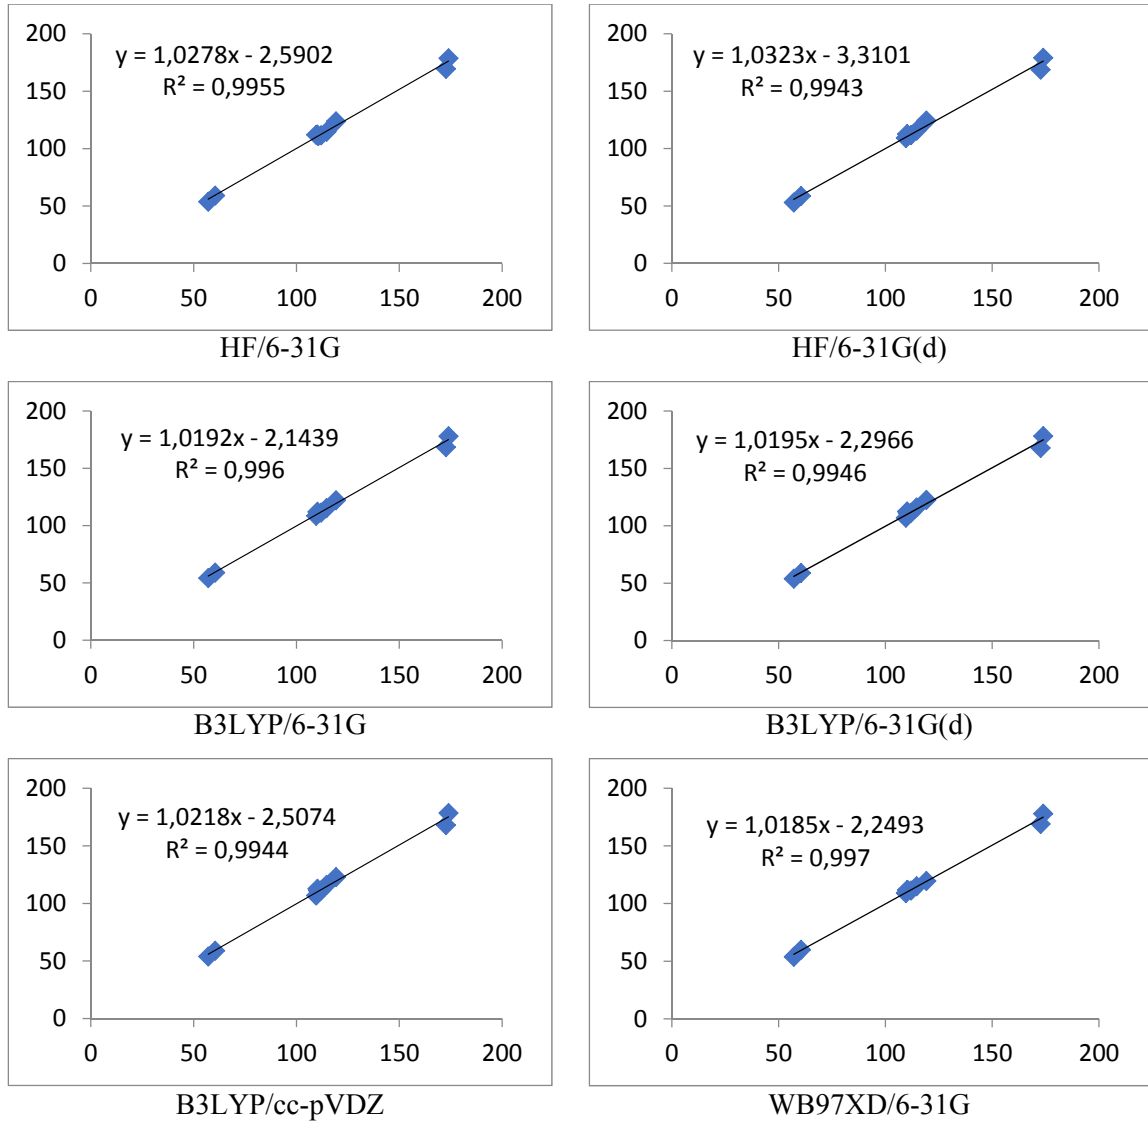 y = 1,0278x - 2,5902
R² = 0,9955
200
150
100
50
0
0 50 100 150 200
HF/6-31G
y = 1,0323x - 3,3101
R² = 0,9943
200
150
100
50
0
0 50 100 150 200
HF/6-31G(d)
y = 1,0192x - 2,1439
R² = 0,996
200
150
100
50
0
0 50 100 150 200
B3LYP/6-31G
y = 1,0195x - 2,2966
R² = 0,9946
200
150
100
50
0
0 50 100 150 200
B3LYP/6-31G(d)
y = 1,0218x - 2,5074
R² = 0,9944
200
150
100
50
0
0 50 100 150 200
B3LYP/cc-pVDZ
y = 1,0185x - 2,2493
R² = 0,997
200
150
100
50
0
0 50 100 150 200
WB97XD/6-31G